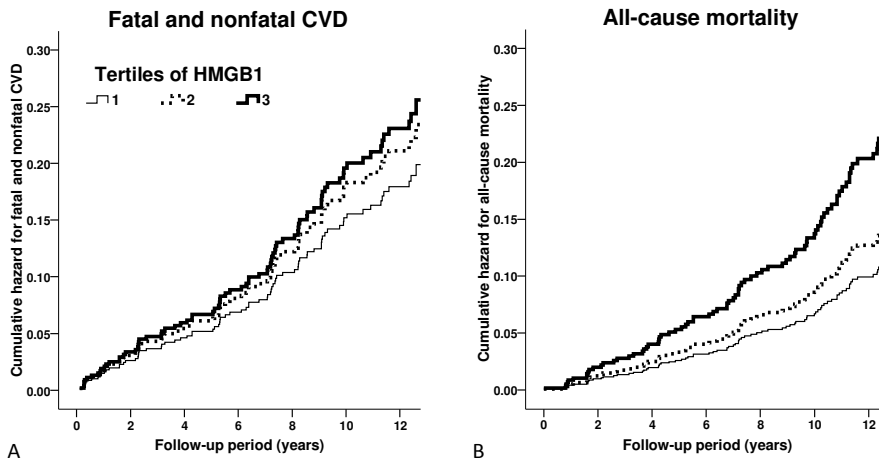 Fatal and nonfatal CVD
Cumulative hazard for fatal and nonfatal CVD
0.30
0.25
0.20
0.15
0.10
0.05
0.00
Tertiles of HMGB1
1 2 3
0 2 4 6 8 10 12
Follow-up period (years)
A
All-cause mortality
Cumulative hazard for all-cause mortality
0.30
0.25
0.20
0.15
0.10
0.05
0.00
0 2 4 6 8 10 12
Follow-up period (years)
B